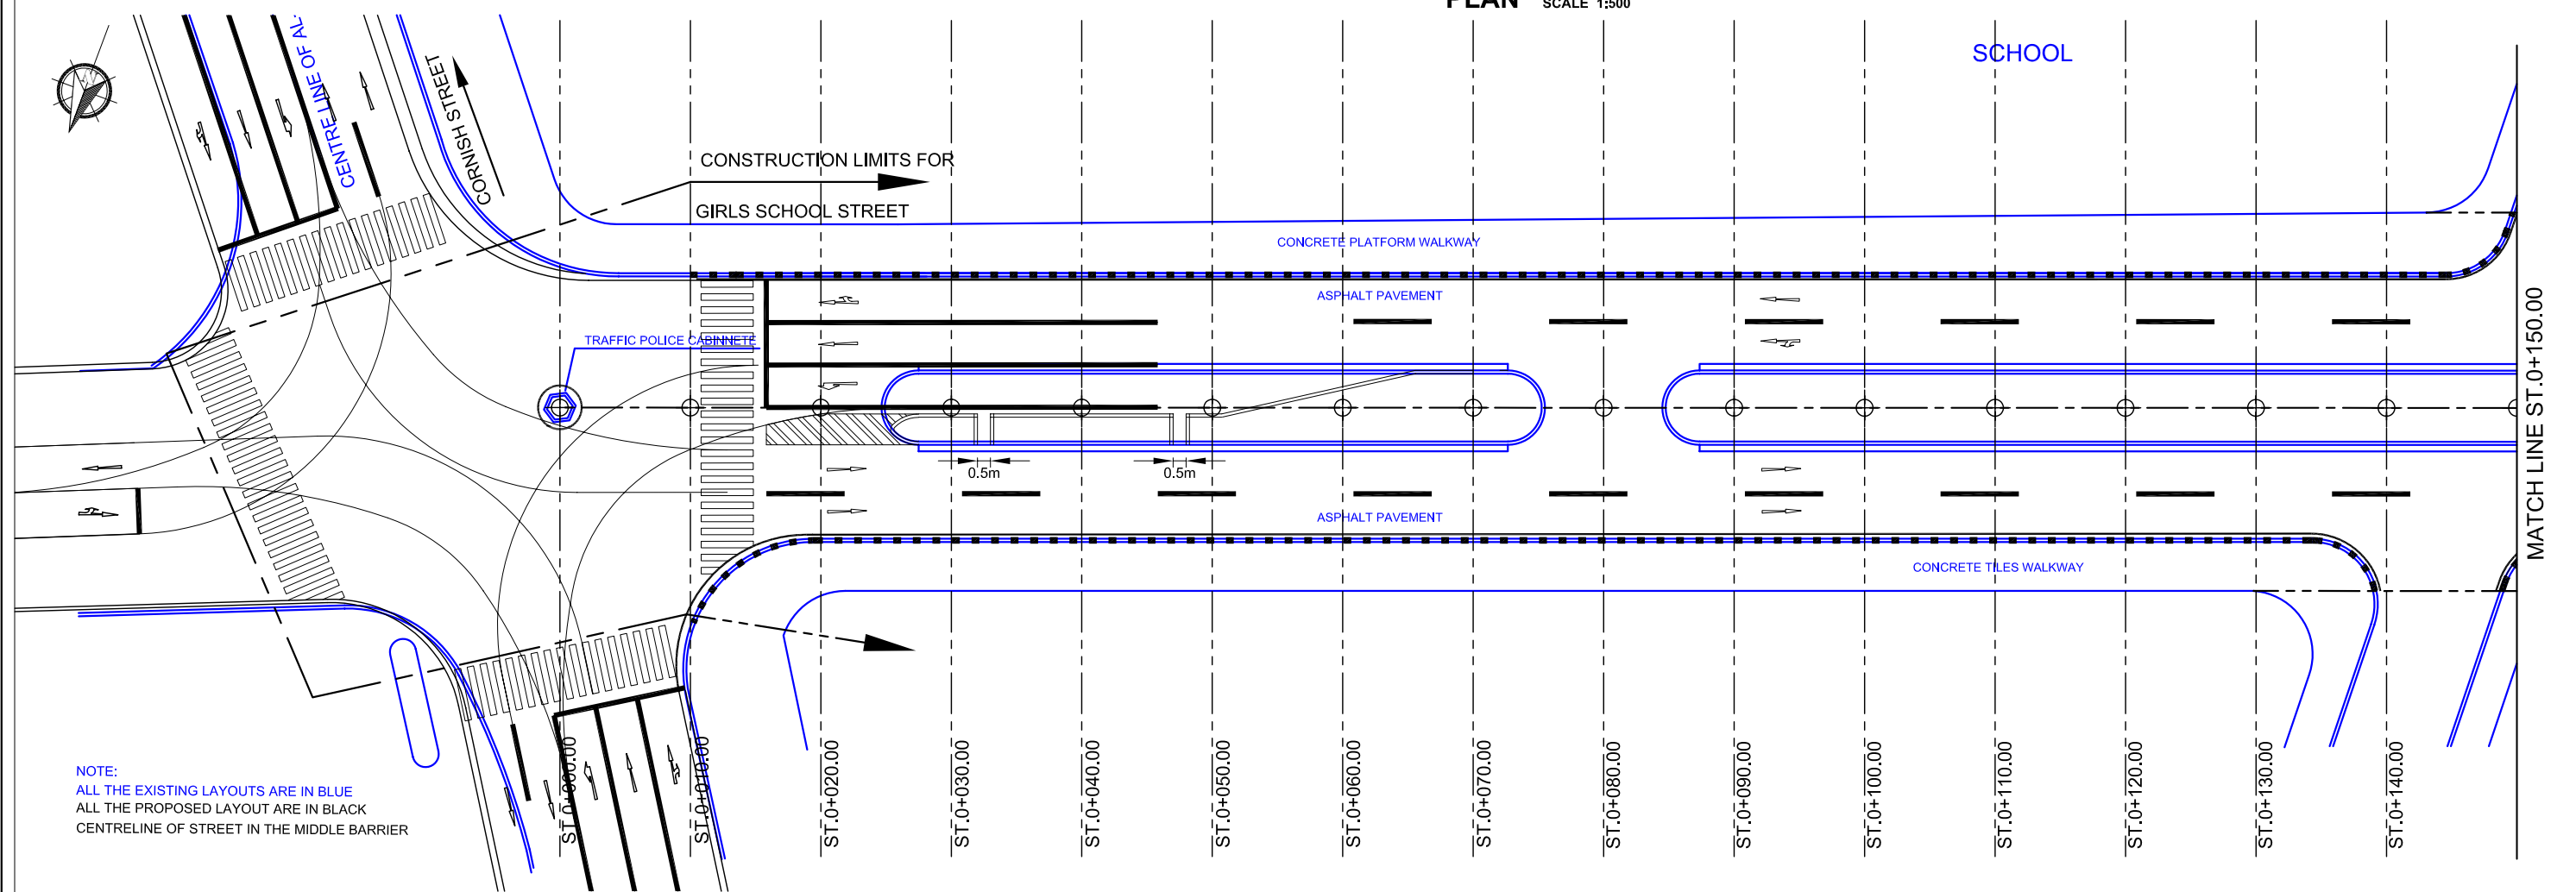 PLAN SCALE 1:500
SCHOOL
CENTRE LINE OF AL-
CORNISH STREET
CONSTRUCTION LIMITS FOR
GIRLS SCHOOL STREET
CONCRETE PLATFORM WALKWAY
ASPHALT PAVEMENT
TRAFFIC POLICE CABINNETE
0.5m
0.5m
ASPHALT PAVEMENT
CONCRETE TILES WALKWAY
MATCH LINE ST.0+150.00
ST.0+000.00
ST.0+010.00
ST.0+020.00
ST.0+030.00
ST.0+040.00
ST.0+050.00
ST.0+060.00
ST.0+070.00
ST.0+080.00
ST.0+090.00
ST.0+100.00
ST.0+110.00
ST.0+120.00
ST.0+130.00
ST.0+140.00
NOTE:
ALL THE EXISTING LAYOUTS ARE IN BLUE
ALL THE PROPOSED LAYOUT ARE IN BLACK
CENTRELINE OF STREET IN THE MIDDLE BARRIER